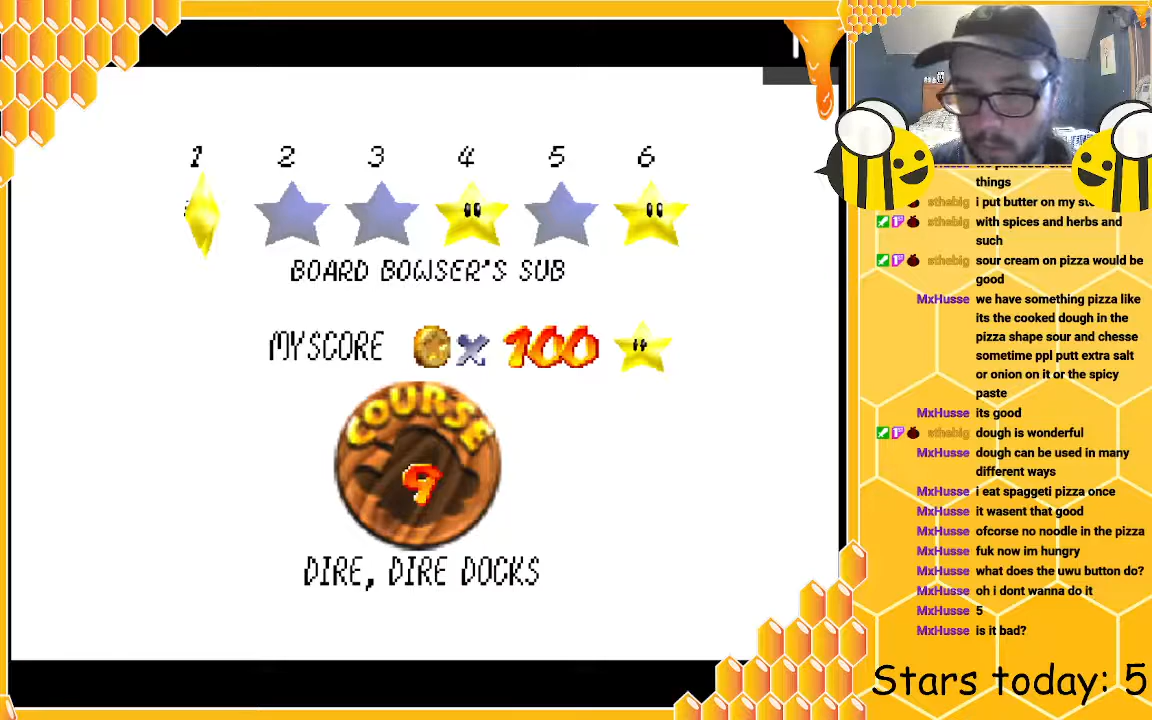 1 2 3 4 5 6
BOARD BOWSER'S SUB
MY SCORE × 100
COURSE
9
DIRE, DIRE DOCKS
things
sthebig with spices and herbs and
such
sthebig sour cream on pizza would be
good
MxHusse we have something pizza like
its the cooked dough in the
pizza shape sour and chesse
sometime ppl putt extra salt
or onion on it or the spicy
paste
MxHusse its good
sthebig dough is wonderful
MxHusse dough can be used in many
different ways
MxHusse i eat spaggeti pizza once
MxHusse it wasent that good
MxHusse ofcorse no noodle in the pizza
MxHusse fuk now im hungry
MxHusse what does the uwu button do?
MxHusse oh i dont wanna do it
MxHusse 5
MxHusse is it bad?
Stars today: 5